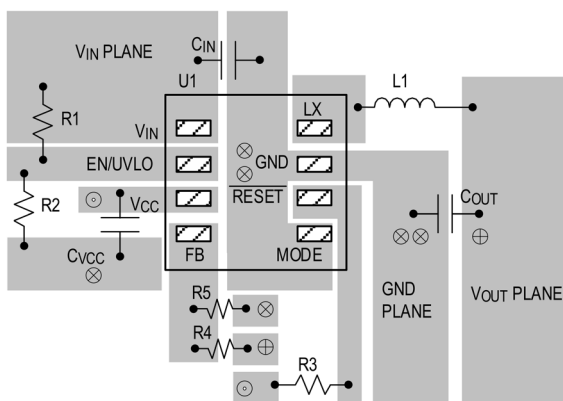 CIN
VIN PLANE
U1
L1
R1
VIN
LX
EN/UVLO
GND
R2
VCC
RESET
COUT
CVCC
FB
MODE
R5
GND
PLANE
VOUT PLANE
R4
R3